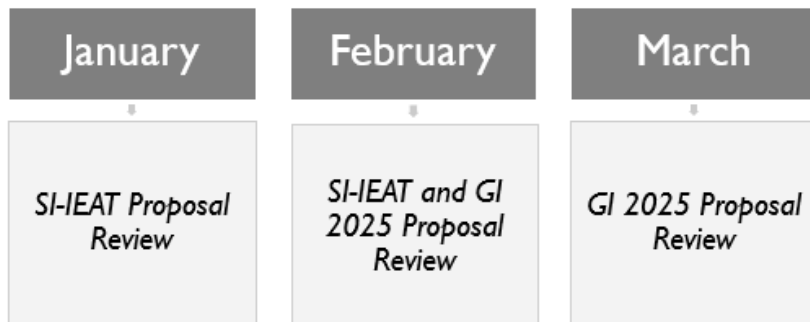 January
February
March
SI-IEAT Proposal
Review
SI-IEAT and GI
2025 Proposal
Review
GI 2025 Proposal
Review